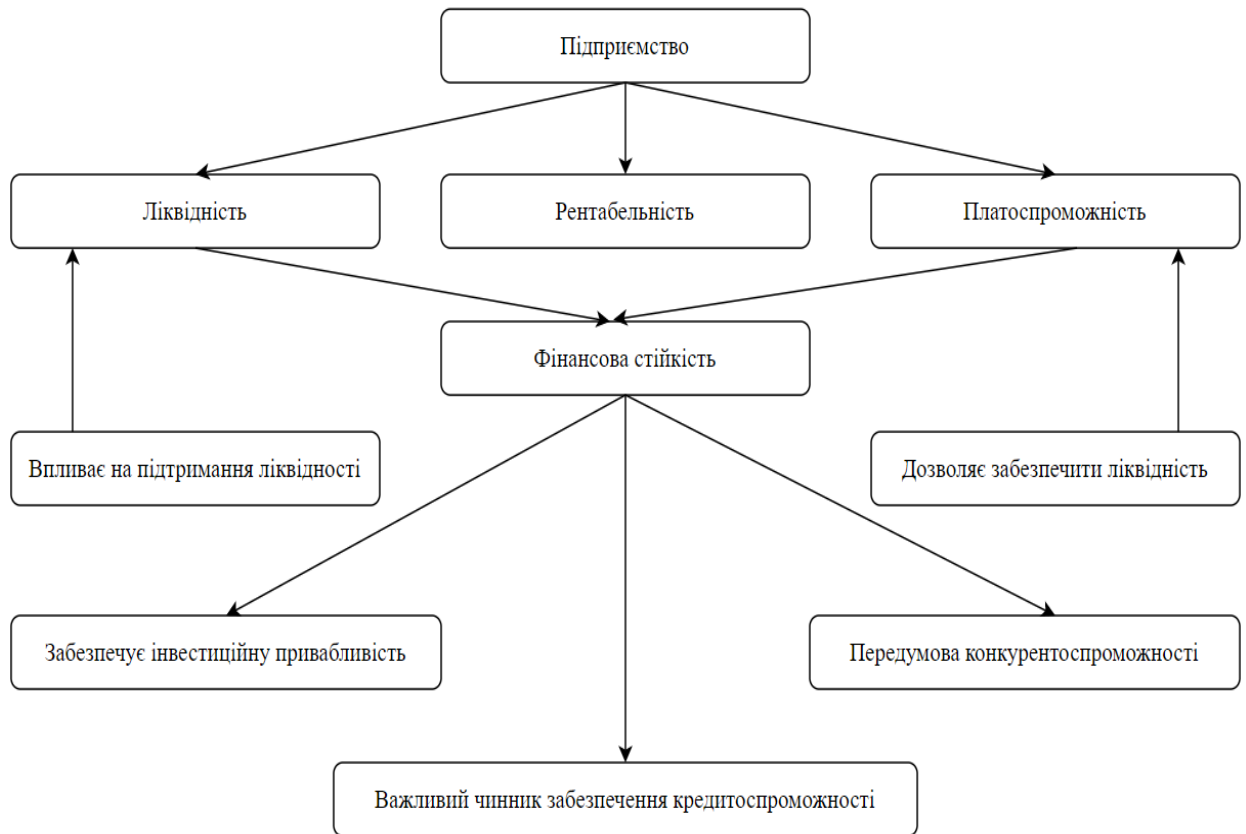 Підприємство
Ліквідність
Рентабельність
Платоспроможність
Фінансова стійкість
Впливає на підтримання ліквідності
Дозволяє забезпечити ліквідність
Забезпечує інвестиційну привабливість
Передумова конкурентоспроможності
Важливий чинник забезпечення кредитоспроможності